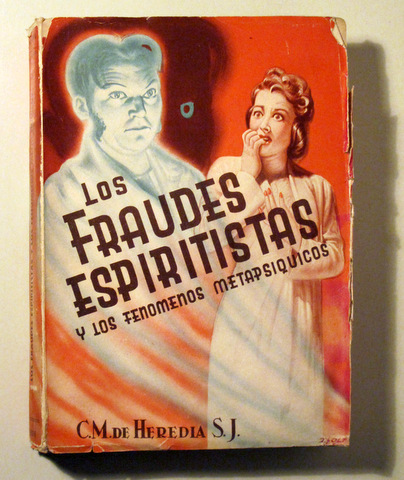 LOS
FRAUDES
ESPIRITISTAS
Y LOS FENOMENOS METAPSIQUICOS
C.M. DE HEREDIA S.J.